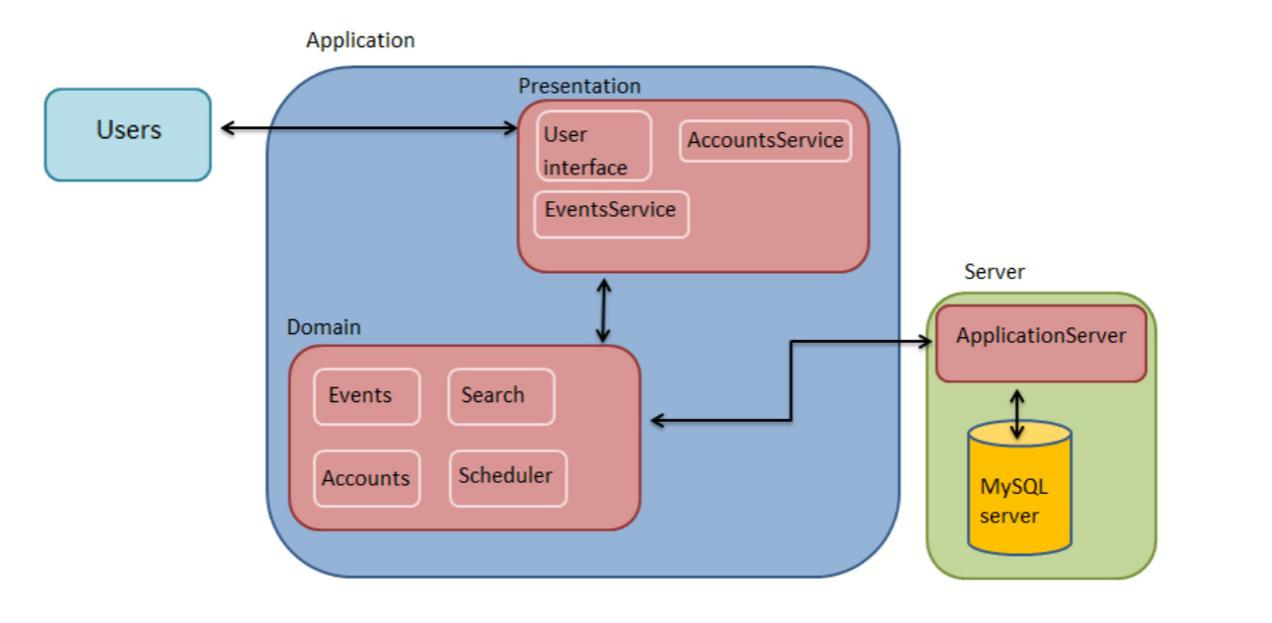 Application
Users
Presentation
User
interface
AccountsService
EventsService
Domain
Events
Search
Accounts
Scheduler
Server
ApplicationServer
MySQL
server